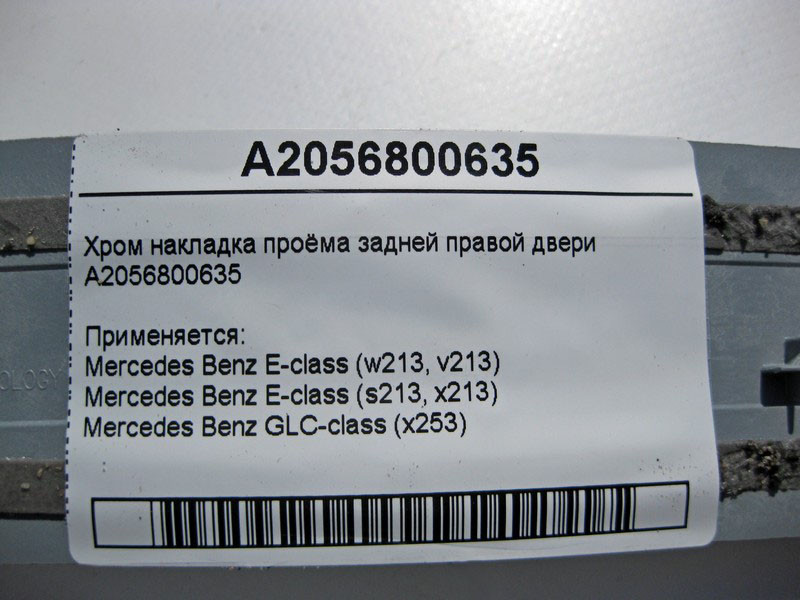 A2056800635
Хром накладка проёма задней правой двери
A2056800635
Применяется:
Mercedes Benz E-class (w213, v213)
Mercedes Benz E-class (s213, x213)
Mercedes Benz GLC-class (x253)